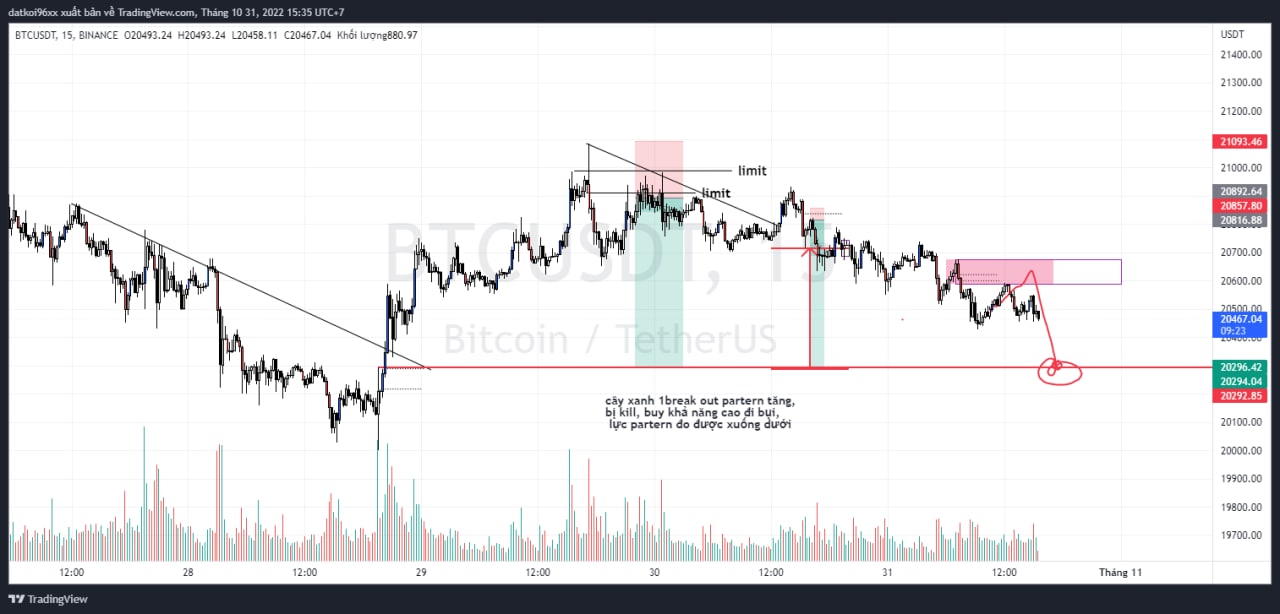 datkoi96xx xuất bản về TradingView.com, Tháng 10 31, 2022 15:35 UTC+7
BTCUSDT, 15, BINANCE O20493.24 H20493.24 L20458.11 C20467.04 Khối lượng880.97
USDT
21400.00
21300.00
21200.00
21093.46
21000.00
limit
limit
20892.64
20857.80
20816.88
20700.00
20600.00
20500.00
20467.04
09:23
20400.00
20296.42
20294.04
20292.85
20100.00
20000.00
19900.00
19800.00
19700.00
BTCUSDT, 15
Bitcoin / TetherUS
cây xanh 1break out partern tăng,
bị kill, buy khả năng cao đi bụi,
lực partern đo được xuống dưới
12:00 28 12:00 29 12:00 30 12:00 31 12:00 Tháng 11
TradingView